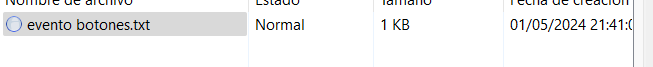 Nombre de archivo Estado Tamaño Fecha de creación
evento botones.txt Normal 1 KB 01/05/2024 21:41:0